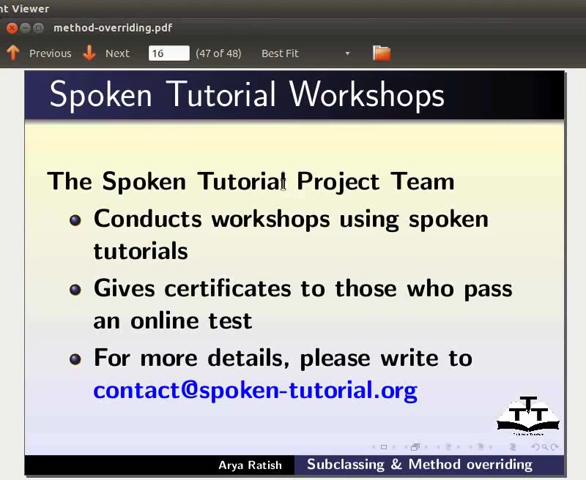 nt Viewer
method-overriding.pdf
Previous Next 16 (47 of 48) Best Fit
Spoken Tutorial Workshops
The Spoken Tutorial Project Team
Conducts workshops using spoken
tutorials
Gives certificates to those who pass
an online test
For more details, please write to
contact@spoken-tutorial.org
Arya Ratish Subclassing & Method overriding